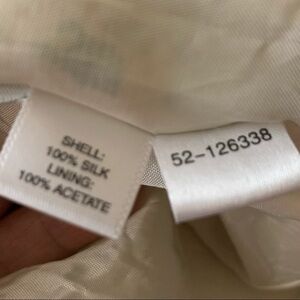 SHELL:
100% SILK
LINING:
100% ACETATE
52-126338